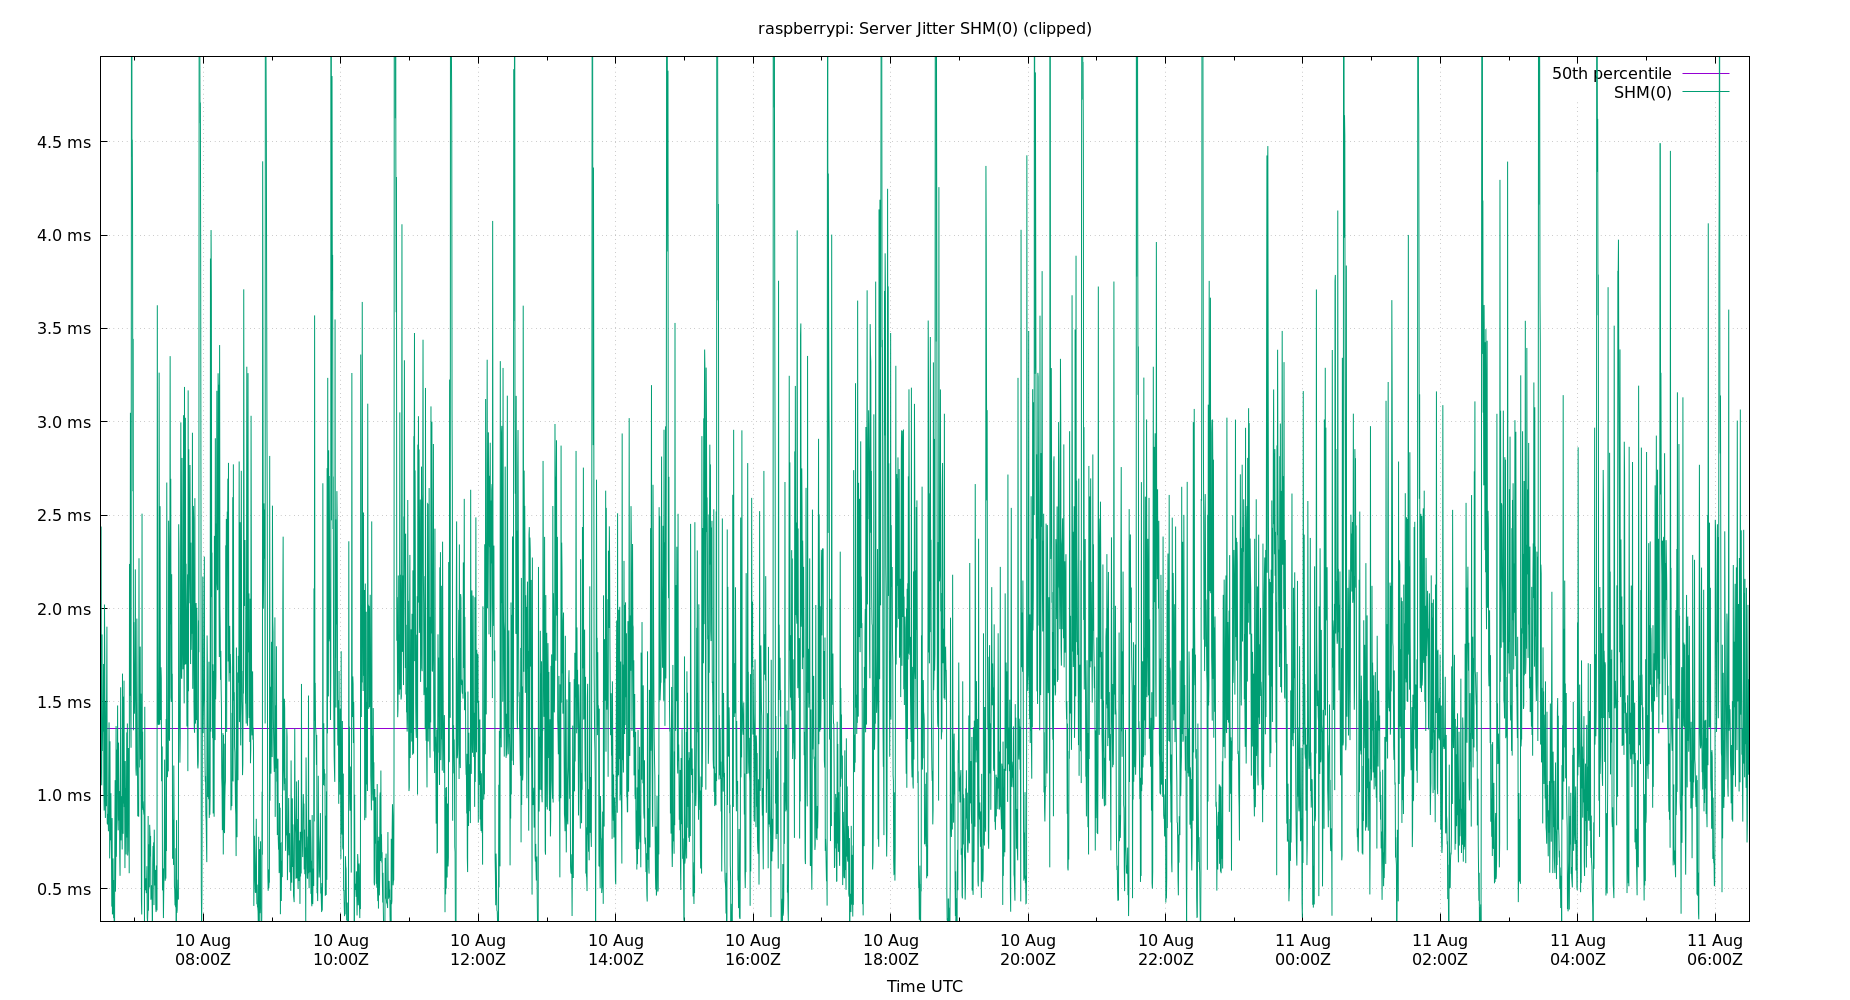 raspberrypi: Server Jitter SHM(0) (clipped)
50th percentile
SHM(0)
4.5 ms
4.0 ms
3.5 ms
3.0 ms
2.5 ms
2.0 ms
1.5 ms
1.0 ms
0.5 ms
10 Aug 10 Aug 10 Aug 10 Aug 10 Aug 10 Aug 10 Aug 10 Aug 11 Aug 11 Aug 11 Aug 11 Aug
08:00Z 10:00Z 12:00Z 14:00Z 16:00Z 18:00Z 20:00Z 22:00Z 00:00Z 02:00Z 04:00Z 06:00Z
Time UTC